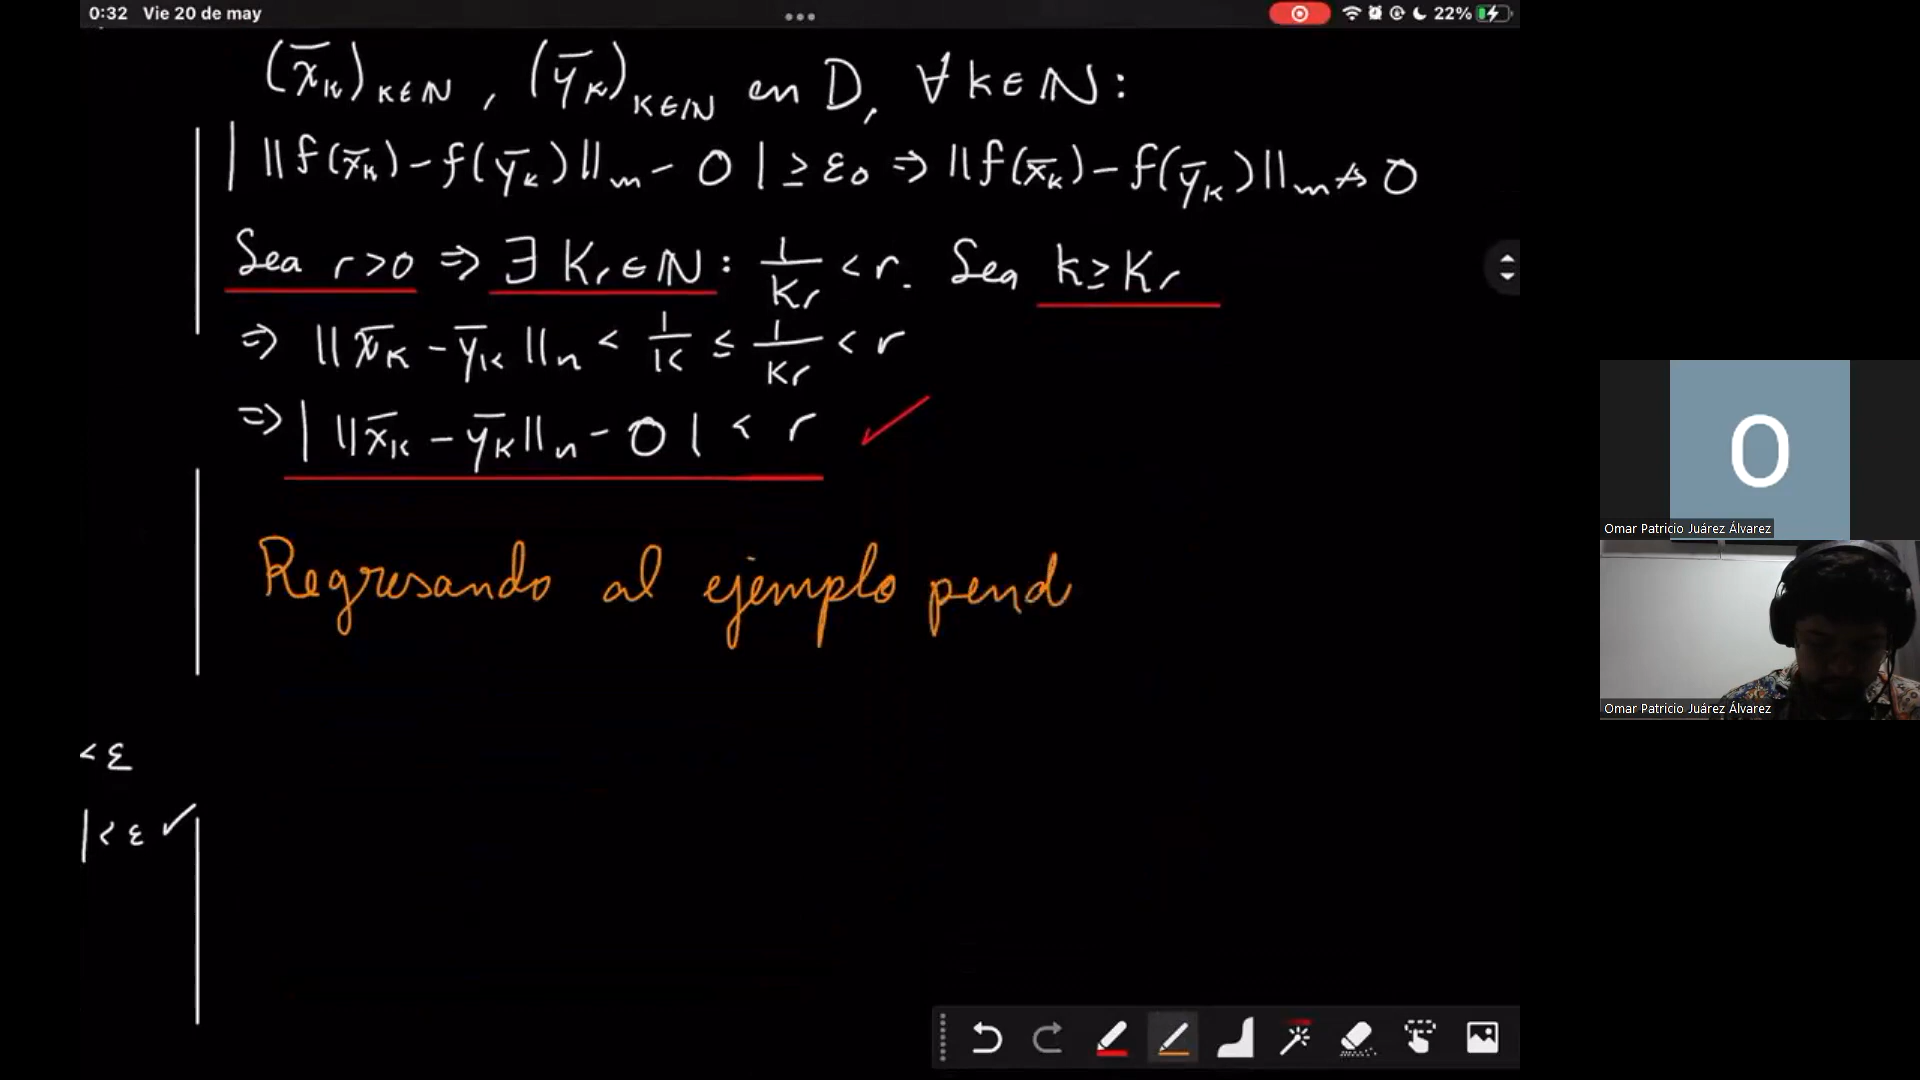 0:32 Vie 20 de may
22%
(x̄ₖ)ₖ∈ℕ , (ȳₖ)ₖ∈ℕ en D, ∀k∈ℕ:
| ||f(x̄ₖ) − f(ȳₖ)||ₘ − 0 | ≥ ε₀ ⇒ ||f(x̄ₖ) − f(ȳₖ)||ₘ ↛ 0
Sea r>0 ⇒ ∃ Kᵣ∈ℕ : 1/Kᵣ < r. Sea k≥Kᵣ
⇒ ||x̄ₖ − ȳₖ||ₙ < 1/k ≤ 1/Kᵣ < r
⇒ | ||x̄ₖ − ȳₖ||ₙ − 0 | < r ✓
Regresando al ejemplo pend
< ε
|< ε ✓
O
Omar Patricio Juárez Álvarez
Omar Patricio Juárez Álvarez